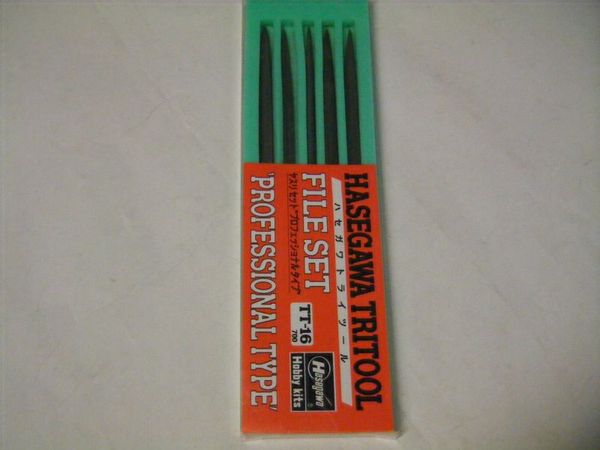 HASEGAWA TRITOOL
ハセガワトライツール
FILE SET
ヤスリセット"プロフェッショナルタイプ"
'PROFESSIONAL TYPE'
TT-16
700
Hasegawa
Hobby kits